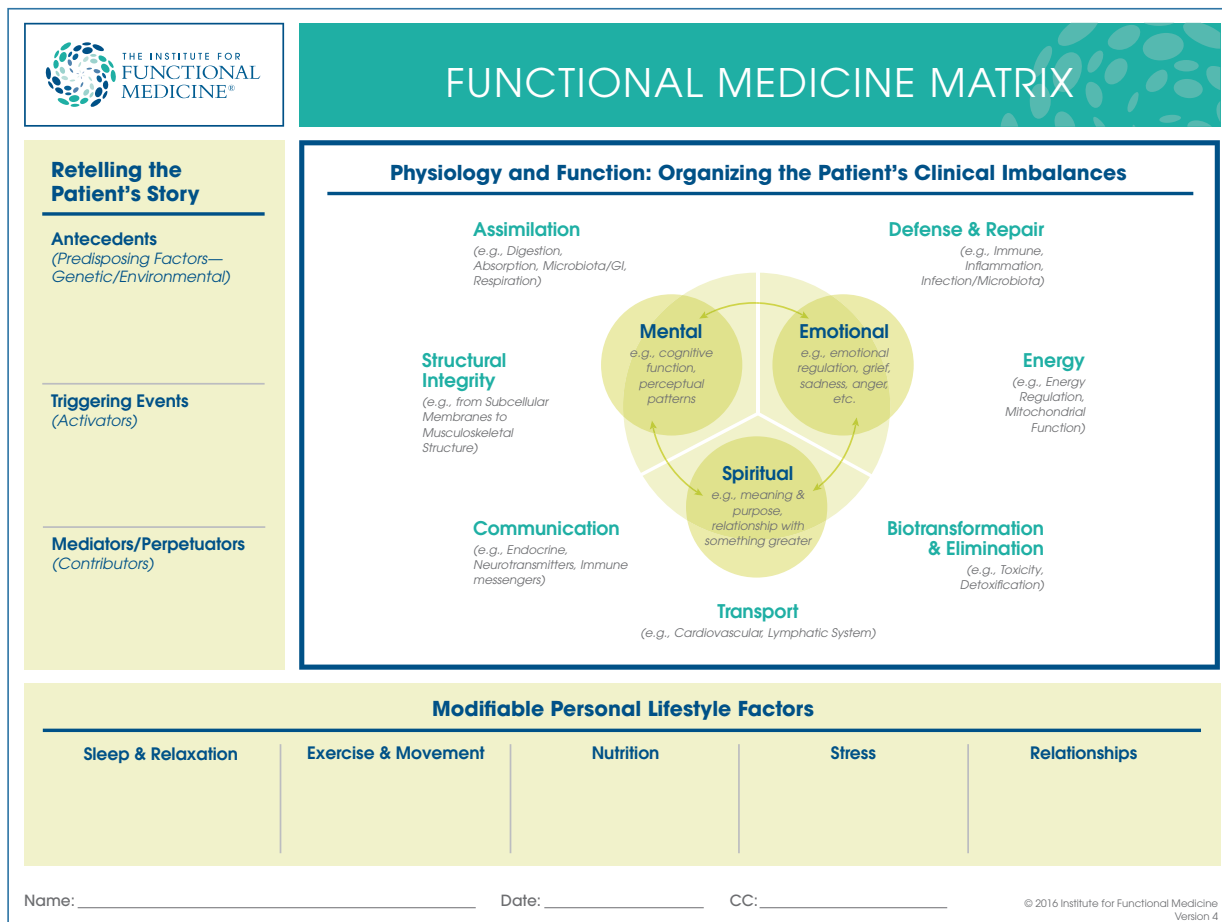 THE INSTITUTE FOR
FUNCTIONAL
MEDICINE®
FUNCTIONAL MEDICINE MATRIX
Retelling the
Patient’s Story
Antecedents
(Predisposing Factors—
Genetic/Environmental)
Triggering Events
(Activators)
Mediators/Perpetuators
(Contributors)
Physiology and Function: Organizing the Patient’s Clinical Imbalances
Assimilation
(e.g., Digestion,
Absorption, Microbiota/GI,
Respiration)
Defense & Repair
(e.g., Immune,
Inflammation,
Infection/Microbiota)
Mental
e.g., cognitive
function,
perceptual
patterns
Emotional
e.g., emotional
regulation, grief,
sadness, anger,
etc.
Structural
Integrity
(e.g., from Subcellular
Membranes to
Musculoskeletal
Structure)
Energy
(e.g., Energy
Regulation,
Mitochondrial
Function)
Spiritual
e.g., meaning &
purpose,
relationship with
something greater
Communication
(e.g., Endocrine,
Neurotransmitters, Immune
messengers)
Biotransformation
& Elimination
(e.g., Toxicity,
Detoxification)
Transport
(e.g., Cardiovascular, Lymphatic System)
Modifiable Personal Lifestyle Factors
Sleep & Relaxation
Exercise & Movement
Nutrition
Stress
Relationships
Name:
Date:
CC:
© 2016 Institute for Functional Medicine
Version 4